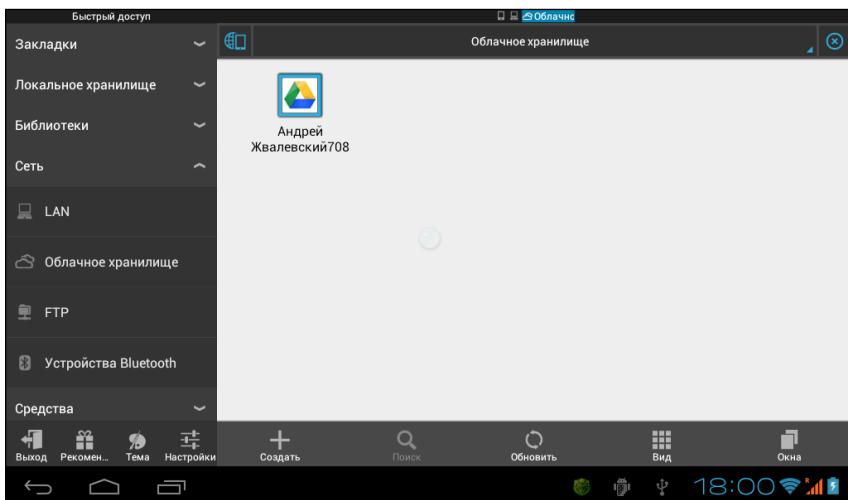 Быстрый доступ
Облачнс
Закладки
Облачное хранилище
Локальное хранилище
Библиотеки
Андрей
Жвалевский708
Сеть
LAN
Облачное хранилище
FTP
Устройства Bluetooth
Средства
Выход Рекомен... Тема Настройки Создать Поиск Обновить Вид Окна
18:00